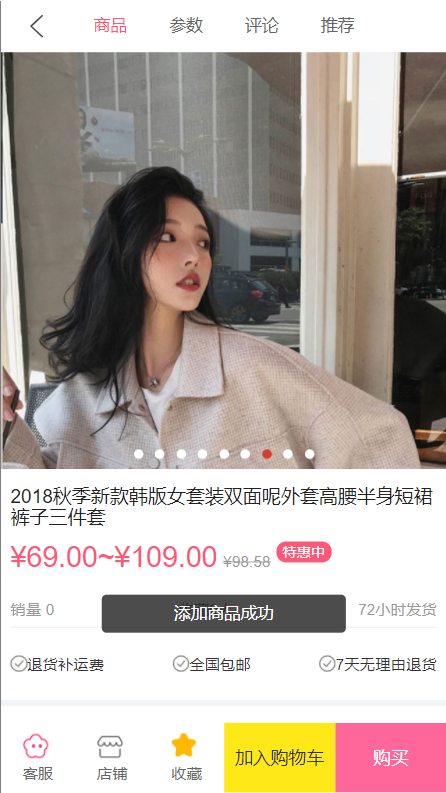 商品 参数 评论 推荐
2018秋季新款韩版女套装双面呢外套高腰半身短裙
裤子三件套
¥69.00~¥109.00 ¥98.58 特惠中
销量 0 72小时发货
添加商品成功
退货补运费 全国包邮 7天无理由退货
客服 店铺 收藏 加入购物车 购买